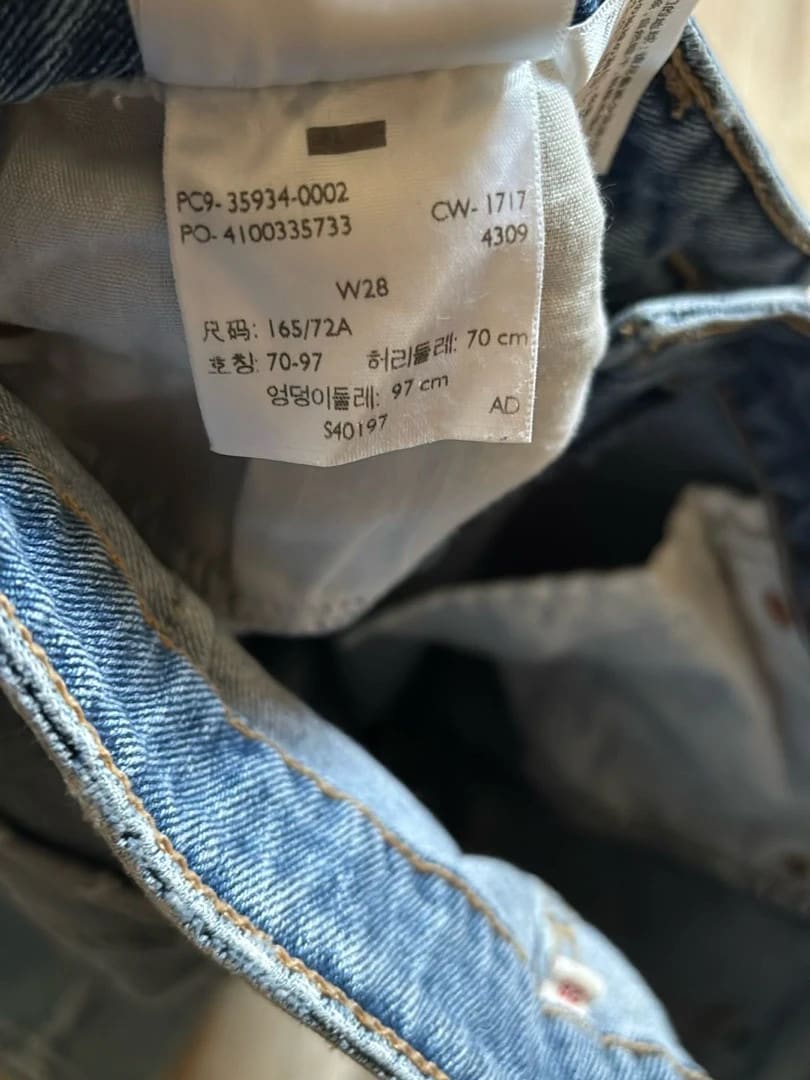 PC9- 35934-0002
PO- 4100335733
CW- 1717
4309
W28
尺码: 165/72A
호칭: 70-97 허리둘레: 70 cm
엉덩이둘레: 97 cm
S40197
AD